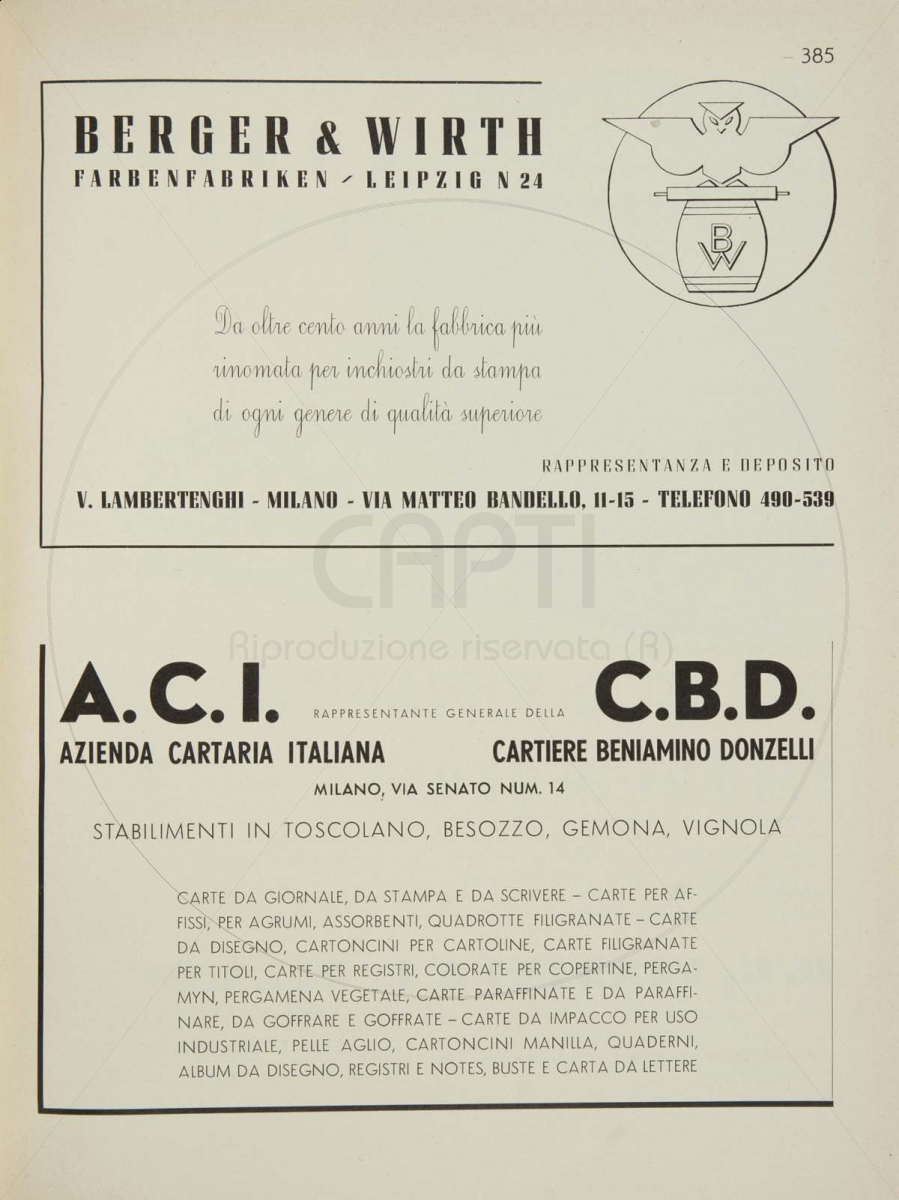 – 385
BERGER & WIRTH
FARBENFABRIKEN - LEIPZIG N 24
B
W
Da oltre cento anni la fabbrica più
rinomata per inchiostri da stampa
di ogni genere di qualità superiore
RAPPRESENTANZA E DEPOSITO
V. LAMBERTENGHI - MILANO - VIA MATTEO BANDELLO, 11-15 - TELEFONO 490-539
CAPTI
Riproduzione riservata (R)
A.C.I. RAPPRESENTANTE GENERALE DELLA C.B.D.
AZIENDA CARTARIA ITALIANA CARTIERE BENIAMINO DONZELLI
MILANO, VIA SENATO NUM. 14
STABILIMENTI IN TOSCOLANO, BESOZZO, GEMONA, VIGNOLA
CARTE DA GIORNALE, DA STAMPA E DA SCRIVERE – CARTE PER AF-
FISSI, PER AGRUMI, ASSORBENTI, QUADROTTE FILIGRANATE – CARTE
DA DISEGNO, CARTONCINI PER CARTOLINE, CARTE FILIGRANATE
PER TITOLI, CARTE PER REGISTRI, COLORATE PER COPERTINE, PERGA-
MYN, PERGAMENA VEGETALE, CARTE PARAFFINATE E DA PARAFFI-
NARE, DA GOFFRARE E GOFFRATE – CARTE DA IMPACCO PER USO
INDUSTRIALE, PELLE AGLIO, CARTONCINI MANILLA, QUADERNI,
ALBUM DA DISEGNO, REGISTRI E NOTES, BUSTE E CARTA DA LETTERE